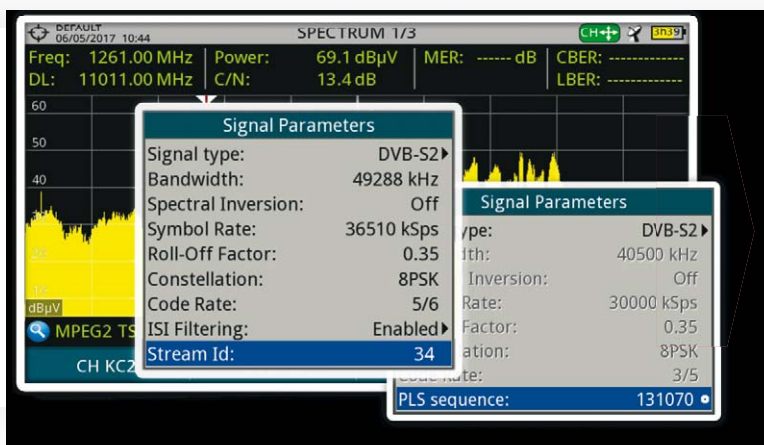 DEFAULT
06/05/2017 10:44
SPECTRUM 1/3
CH
3h39
Freq: 1261.00 MHz Power: 69.1 dBµV MER: ------ dB CBER: -------------
DL: 11011.00 MHz C/N: 13.4 dB LBER: -------------
60
50
40
dBµV
MPEG2 TS
CH KC2
Signal Parameters
Signal type: DVB-S2
Bandwidth: 49288 kHz
Spectral Inversion: Off
Symbol Rate: 36510 kSps
Roll-Off Factor: 0.35
Constellation: 8PSK
Code Rate: 5/6
ISI Filtering: Enabled
Stream Id: 34
Signal Parameters
ype: DVB-S2
dth: 40500 kHz
Inversion: Off
Rate: 30000 kSps
Factor: 0.35
ation: 8PSK
Code Rate: 3/5
PLS sequence: 131070